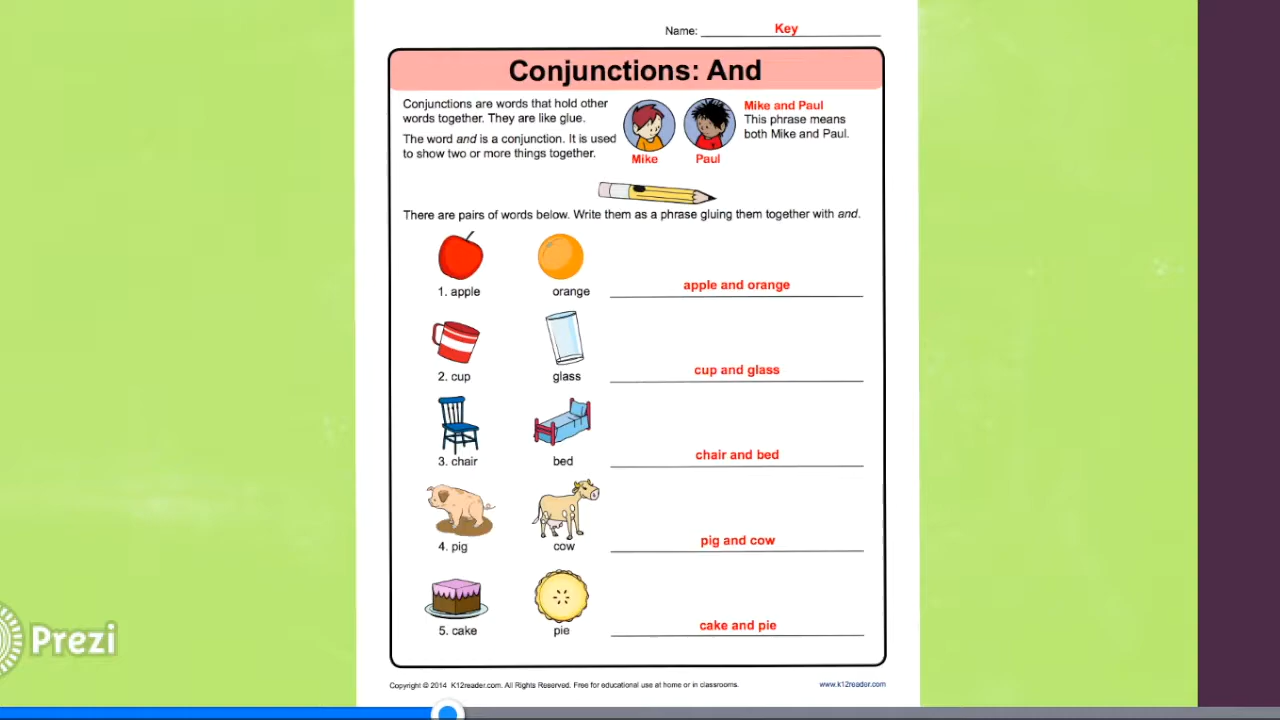 Name: Key
Conjunctions: And
Conjunctions are words that hold other
words together. They are like glue.
The word and is a conjunction. It is used
to show two or more things together.
Mike
Paul
Mike and Paul
This phrase means
both Mike and Paul.
There are pairs of words below. Write them as a phrase gluing them together with and.
1. apple orange apple and orange
2. cup glass cup and glass
3. chair bed chair and bed
4. pig cow pig and cow
5. cake pie cake and pie
Prezi
Copyright © 2014 K12reader.com. All Rights Reserved. Free for educational use at home or in classrooms. www.k12reader.com